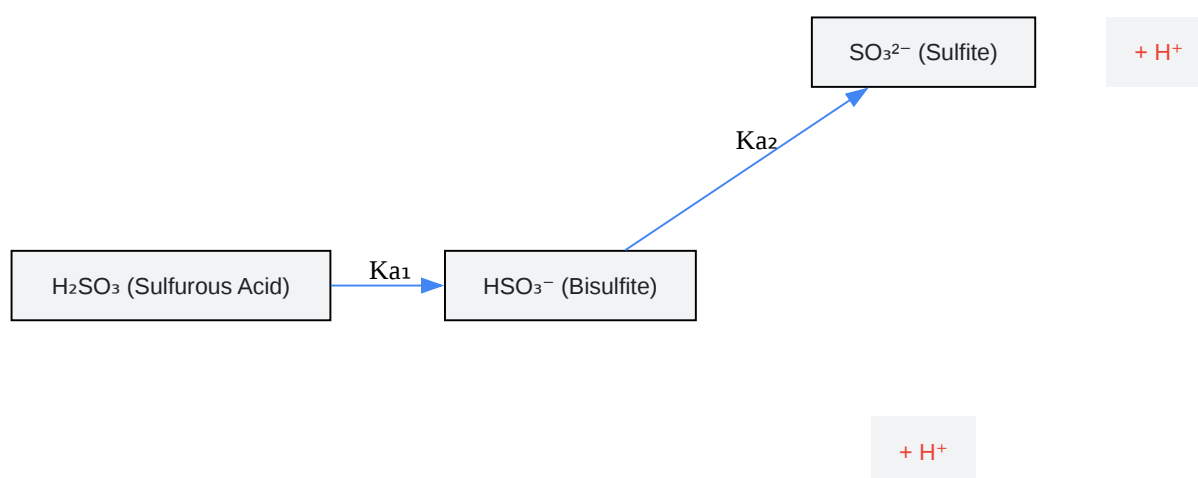 SO₃²⁻ (Sulfite)
+ H⁺
Ka₂
H₂SO₃ (Sulfurous Acid)
Ka₁
HSO₃⁻ (Bisulfite)
+ H⁺